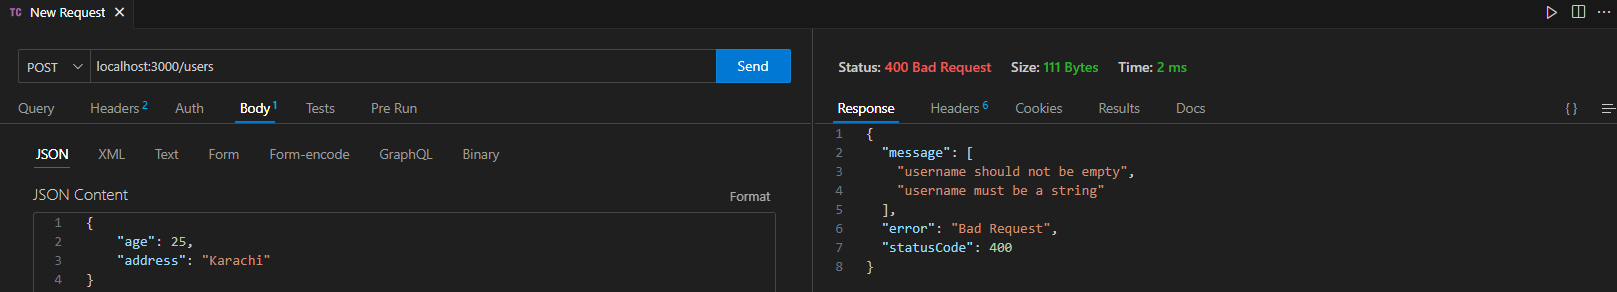 TC New Request
POST localhost:3000/users Send
Query Headers 2 Auth Body 1 Tests Pre Run
JSON XML Text Form Form-encode GraphQL Binary
JSON Content Format
1 {
2 "age": 25,
3 "address": "Karachi"
4 }
Status: 400 Bad Request Size: 111 Bytes Time: 2 ms
Response Headers 6 Cookies Results Docs { }
1 {
2 "message": [
3 "username should not be empty",
4 "username must be a string"
5 ],
6 "error": "Bad Request",
7 "statusCode": 400
8 }